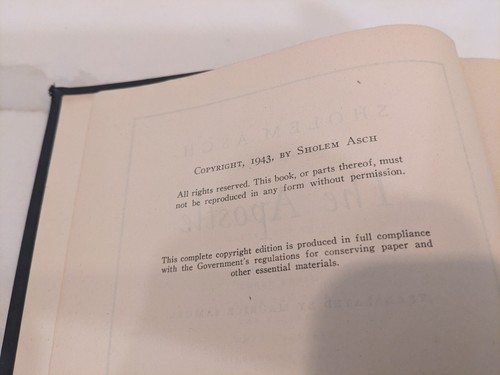 Copyright, 1943, by Sholem Asch
All rights reserved. This book, or parts thereof, must
not be reproduced in any form without permission.
This complete copyright edition is produced in full compliance
with the Government's regulations for conserving paper and
other essential materials.